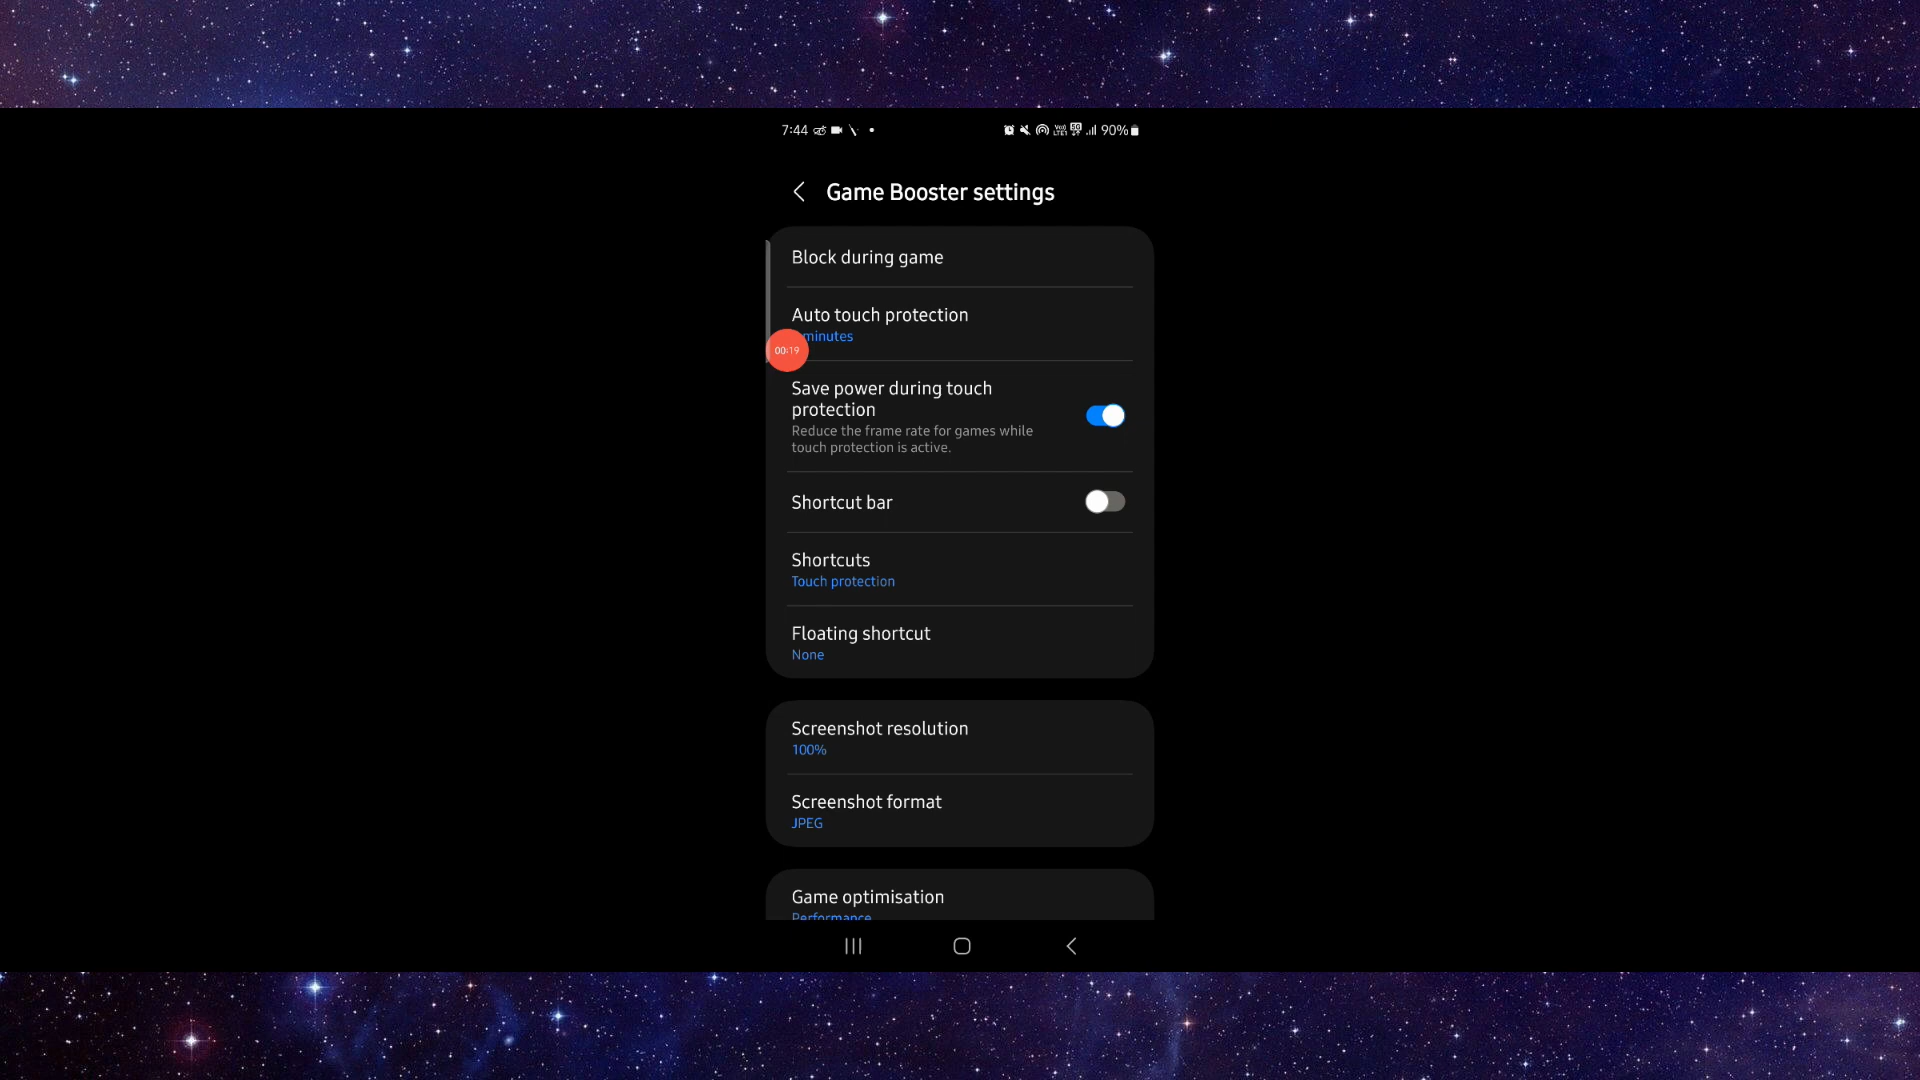 7:44 90%
Game Booster settings
Block during game
Auto touch protection
minutes
00:19
Save power during touch
protection
Reduce the frame rate for games while
touch protection is active.
Shortcut bar
Shortcuts
Touch protection
Floating shortcut
None
Screenshot resolution
100%
Screenshot format
JPEG
Game optimisation
Performance